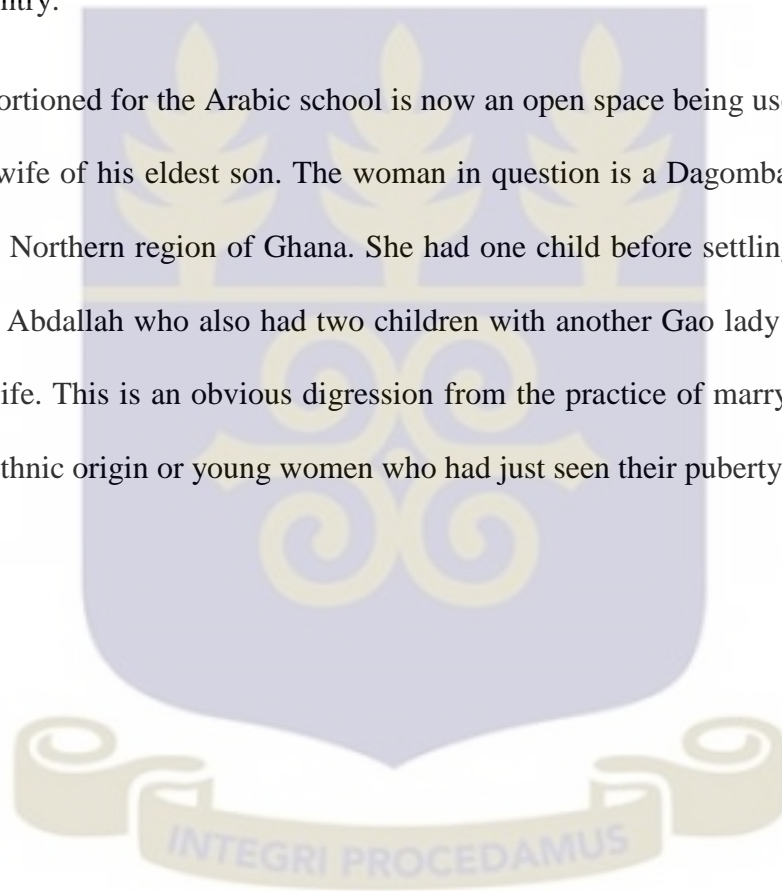 ntry.
ortioned for the Arabic school is now an open space being us
wife of his eldest son. The woman in question is a Dagomba
Northern region of Ghana. She had one child before settling
Abdallah who also had two children with another Gao lady
ife. This is an obvious digression from the practice of marry
thnic origin or young women who had just seen their puberty
INTEGRI PROCEDAMUS